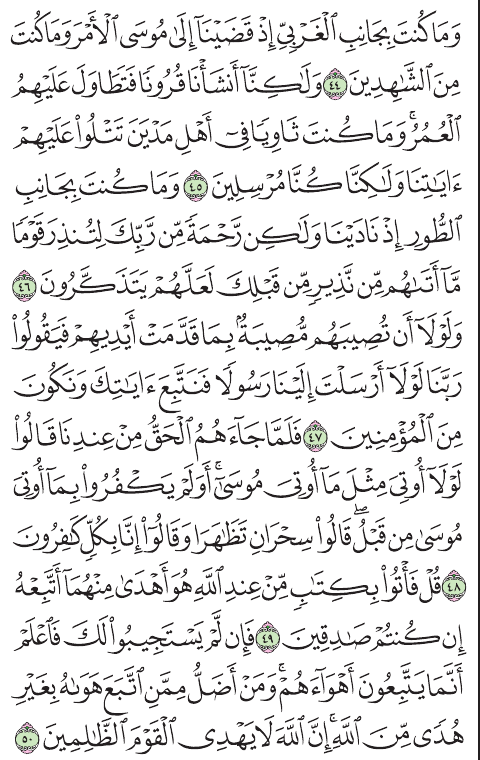 وَمَا كُنتَ بِجَانِبِ ٱلْغَرْبِيِّ إِذْ قَضَيْنَآ إِلَىٰ مُوسَى ٱلْأَمْرَ وَمَا كُنتَ
مِنَ ٱلشَّٰهِدِينَ ٤٤ وَلَٰكِنَّآ أَنشَأْنَا قُرُونًا فَتَطَاوَلَ عَلَيْهِمُ
ٱلْعُمُرُ ۚ وَمَا كُنتَ ثَاوِيًا فِىٓ أَهْلِ مَدْيَنَ تَتْلُوا۟ عَلَيْهِمْ
ءَايَٰتِنَا وَلَٰكِنَّا كُنَّا مُرْسِلِينَ ٤٥ وَمَا كُنتَ بِجَانِبِ
ٱلطُّورِ إِذْ نَادَيْنَا وَلَٰكِن رَّحْمَةً مِّن رَّبِّكَ لِتُنذِرَ قَوْمًا
مَّآ أَتَىٰهُم مِّن نَّذِيرٍ مِّن قَبْلِكَ لَعَلَّهُمْ يَتَذَكَّرُونَ ٤٦
وَلَوْلَآ أَن تُصِيبَهُم مُّصِيبَةٌۢ بِمَا قَدَّمَتْ أَيْدِيهِمْ فَيَقُولُوا۟
رَبَّنَا لَوْلَآ أَرْسَلْتَ إِلَيْنَا رَسُولًا فَنَتَّبِعَ ءَايَٰتِكَ وَنَكُونَ
مِنَ ٱلْمُؤْمِنِينَ ٤٧ فَلَمَّا جَآءَهُمُ ٱلْحَقُّ مِنْ عِندِنَا قَالُوا۟
لَوْلَآ أُوتِىَ مِثْلَ مَآ أُوتِىَ مُوسَىٰٓ ۚ أَوَلَمْ يَكْفُرُوا۟ بِمَآ أُوتِىَ
مُوسَىٰ مِن قَبْلُ ۖ قَالُوا۟ سِحْرَانِ تَظَٰهَرَا وَقَالُوٓا۟ إِنَّا بِكُلٍّ كَٰفِرُونَ
٤٨ قُلْ فَأْتُوا۟ بِكِتَٰبٍ مِّنْ عِندِ ٱللَّهِ هُوَ أَهْدَىٰ مِنْهُمَآ أَتَّبِعْهُ
إِن كُنتُمْ صَٰدِقِينَ ٤٩ فَإِن لَّمْ يَسْتَجِيبُوا۟ لَكَ فَٱعْلَمْ
أَنَّمَا يَتَّبِعُونَ أَهْوَآءَهُمْ ۚ وَمَنْ أَضَلُّ مِمَّنِ ٱتَّبَعَ هَوَىٰهُ بِغَيْرِ
هُدًى مِّنَ ٱللَّهِ ۚ إِنَّ ٱللَّهَ لَا يَهْدِى ٱلْقَوْمَ ٱلظَّٰلِمِينَ ٥٠